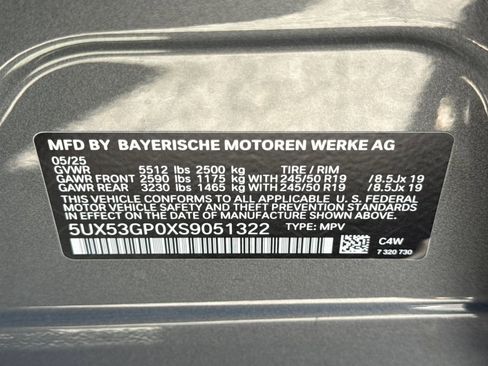 MFD BY BAYERISCHE MOTOREN WERKE AG
05/25
GVWR 5512 lbs 2500 kg TIRE / RIM
GAWR FRONT 2590 lbs 1175 kg WITH 245/50 R19 / 8.5Jx 19
GAWR REAR 3230 lbs 1465 kg WITH 245/50 R19 / 8.5Jx 19
THIS VEHICLE CONFORMS TO ALL APPLICABLE U. S. FEDERAL
MOTOR VEHICLE SAFETY STANDARDS IN EFFECT ON THE
DATE OF MANUFACTURE SHOWN ABOVE.
5UX53GP0XS9051322 TYPE: MPV C4W
7 320 730